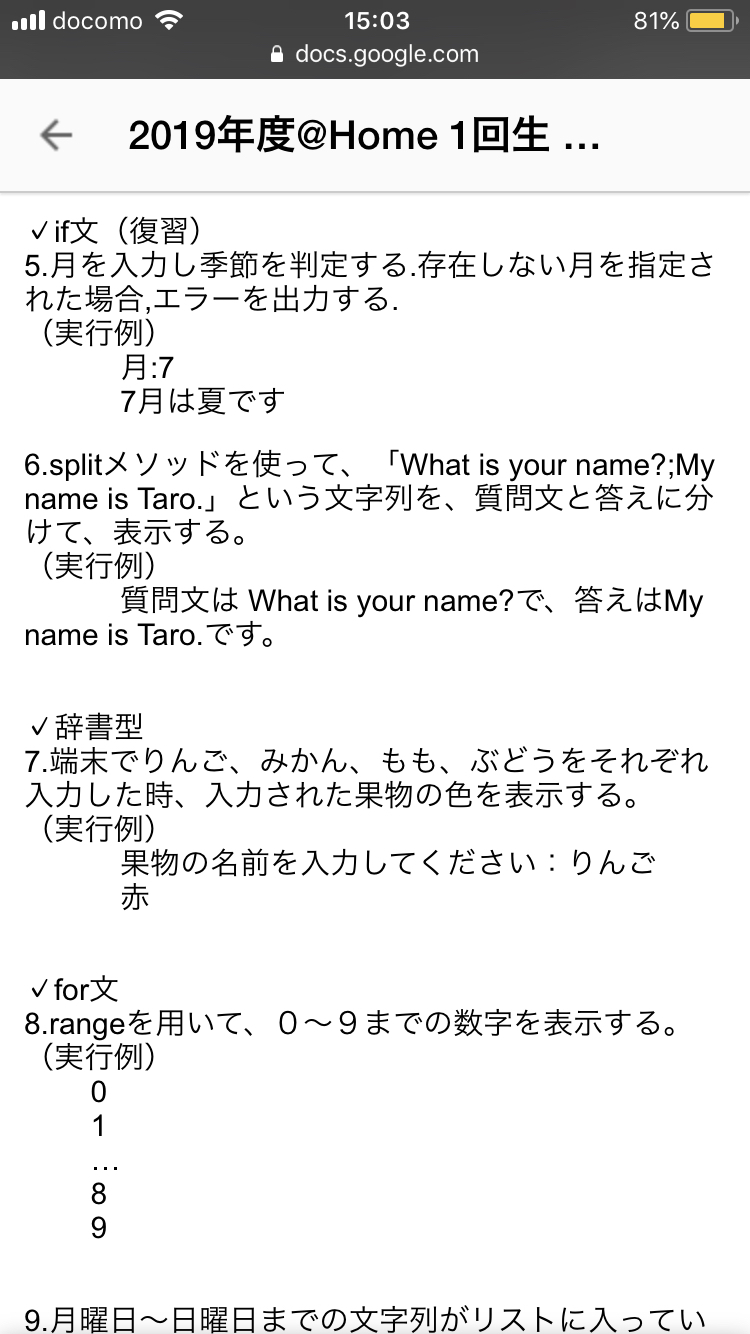 docomo 15:03 81%
docs.google.com
2019年度@Home 1回生 ...
✓if文（復習）
5.月を入力し季節を判定する.存在しない月を指定さ
れた場合,エラーを出力する.
（実行例）
月:7
7月は夏です
6.splitメソッドを使って、「What is your name?;My
name is Taro.」という文字列を、質問文と答えに分
けて、表示する。
（実行例）
質問文は What is your name?で、答えはMy
name is Taro.です。
✓辞書型
7.端末でりんご、みかん、もも、ぶどうをそれぞれ
入力した時、入力された果物の色を表示する。
（実行例）
果物の名前を入力してください：りんご
赤
✓for文
8.rangeを用いて、０〜９までの数字を表示する。
（実行例）
0
1
…
8
9
9.月曜日〜日曜日までの文字列がリストに入ってい